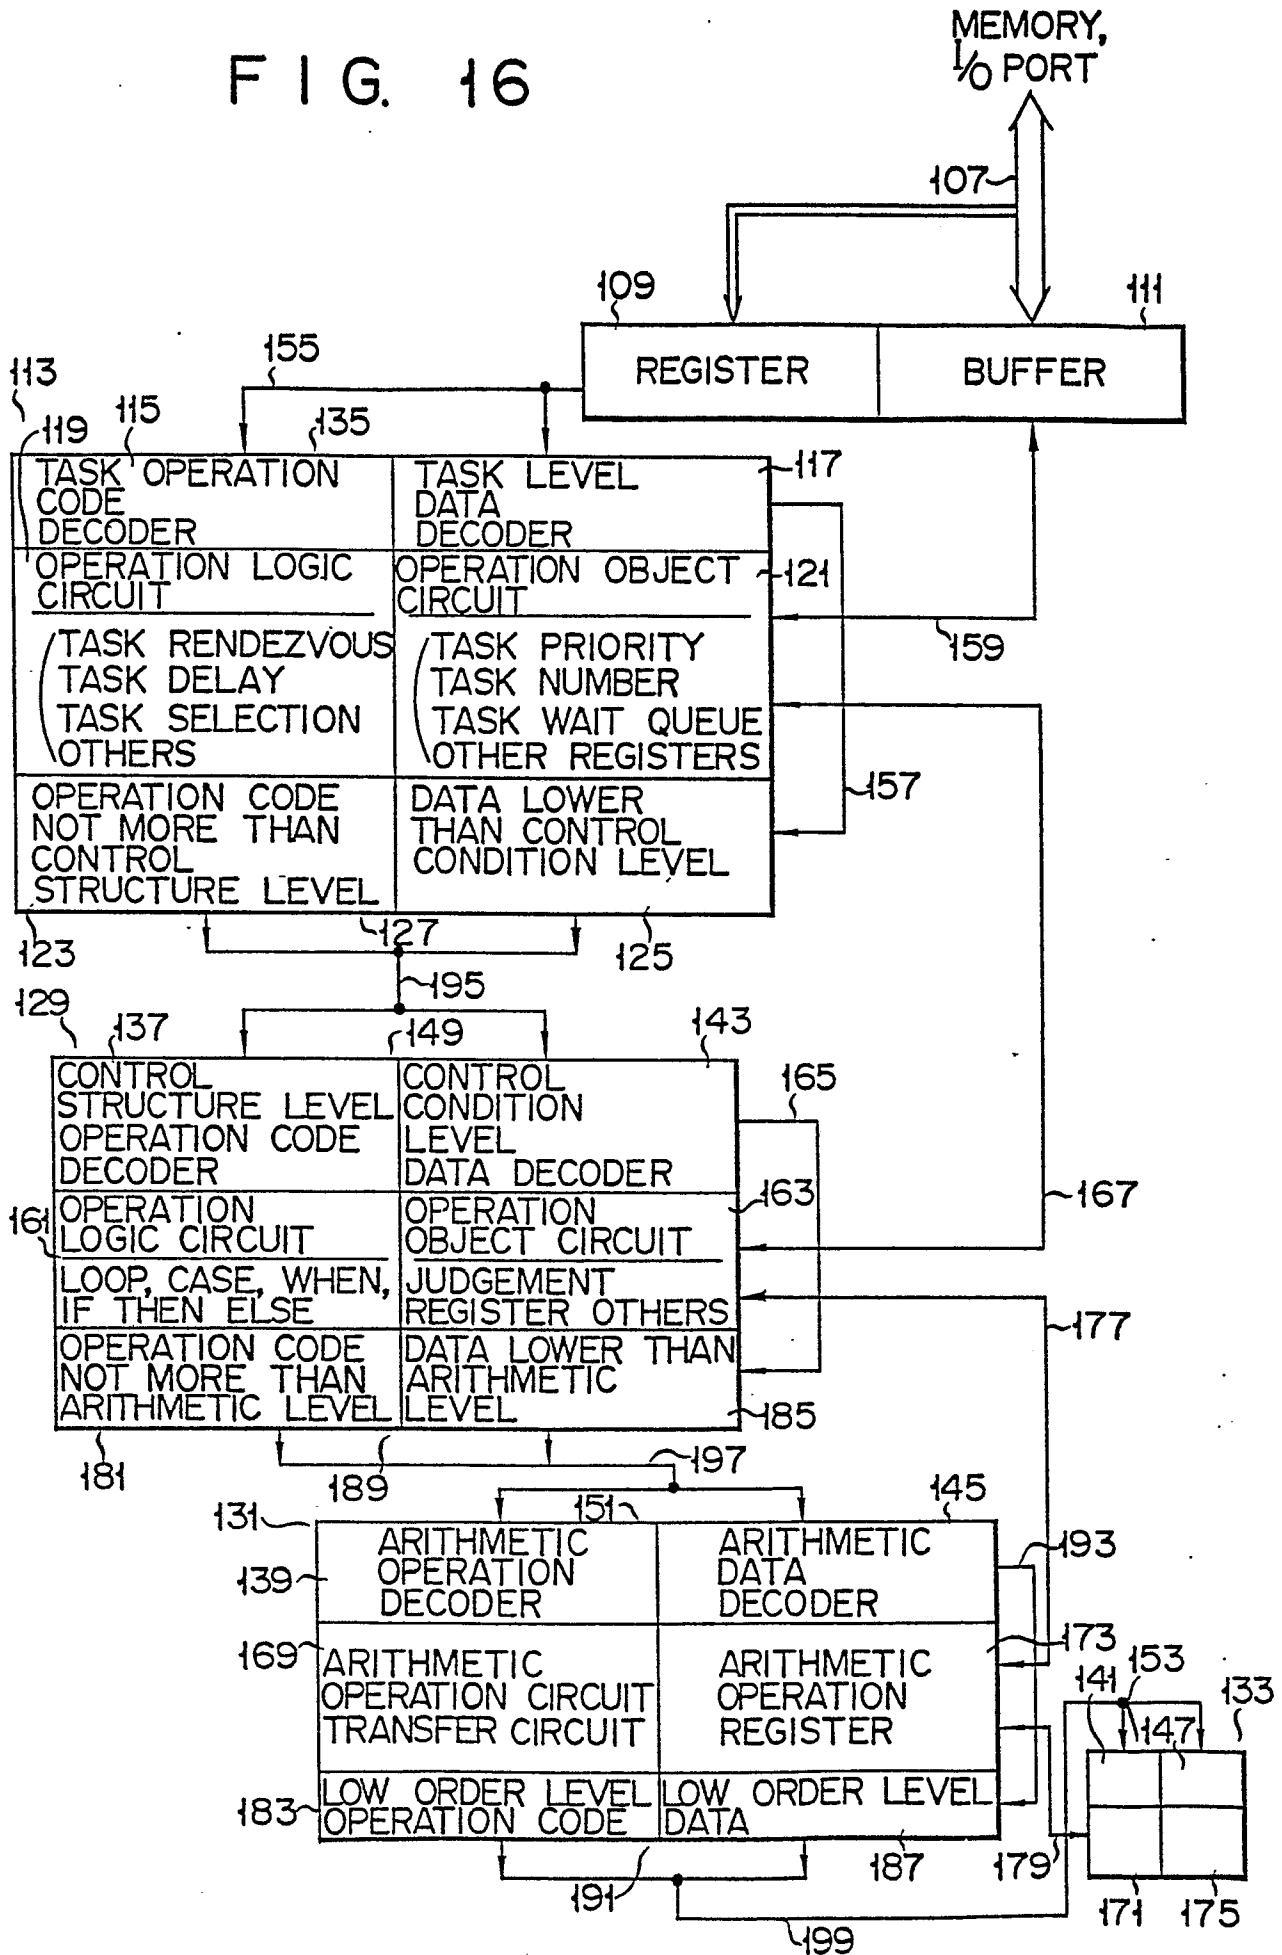 FIG. 16
MEMORY,
I/O PORT
107
109
111
REGISTER
BUFFER
155
113
115
135
119
TASK OPERATION
CODE
DECODER
TASK LEVEL
DATA
DECODER
117
OPERATION LOGIC
CIRCUIT
OPERATION OBJECT
CIRCUIT
121
159
TASK RENDEZVOUS
TASK DELAY
TASK SELECTION
OTHERS
TASK PRIORITY
TASK NUMBER
TASK WAIT QUEUE
OTHER REGISTERS
157
OPERATION CODE
NOT MORE THAN
CONTROL
STRUCTURE LEVEL
DATA LOWER
THAN CONTROL
CONDITION LEVEL
123
127
125
195
129
137
149
143
CONTROL
STRUCTURE LEVEL
OPERATION CODE
DECODER
CONTROL
CONDITION
LEVEL
DATA DECODER
165
161
OPERATION
LOGIC CIRCUIT
OPERATION
OBJECT CIRCUIT
163
167
LOOP, CASE, WHEN,
IF THEN ELSE
JUDGEMENT
REGISTER OTHERS
177
OPERATION CODE
NOT MORE THAN
ARITHMETIC LEVEL
DATA LOWER THAN
ARITHMETIC
LEVEL
185
181
189
197
131
151
145
139
ARITHMETIC
OPERATION
DECODER
ARITHMETIC
DATA
DECODER
193
169
ARITHMETIC
OPERATION CIRCUIT
TRANSFER CIRCUIT
ARITHMETIC
OPERATION
REGISTER
173
141
153
147
133
183
LOW ORDER LEVEL
OPERATION CODE
LOW ORDER LEVEL
DATA
191
187
179
171
175
199